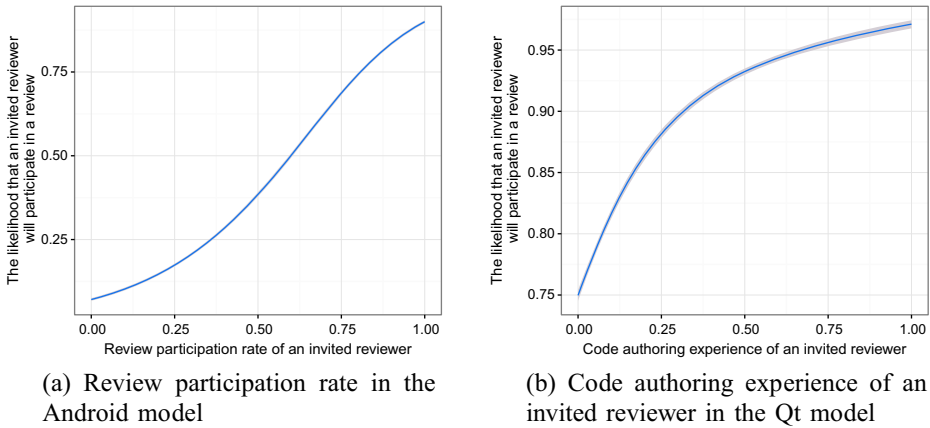 The likelihood that an invited reviewer
will participate in a review
0.75
0.50
0.25
0.00 0.25 0.50 0.75 1.00
Review participation rate of an invited reviewer
(a) Review participation rate in the
Android model
The likelihood that an invited reviewer
will participate in a review
0.95
0.90
0.85
0.80
0.75
0.00 0.25 0.50 0.75 1.00
Code authoring experience of an invited reviewer
(b) Code authoring experience of an
invited reviewer in the Qt model